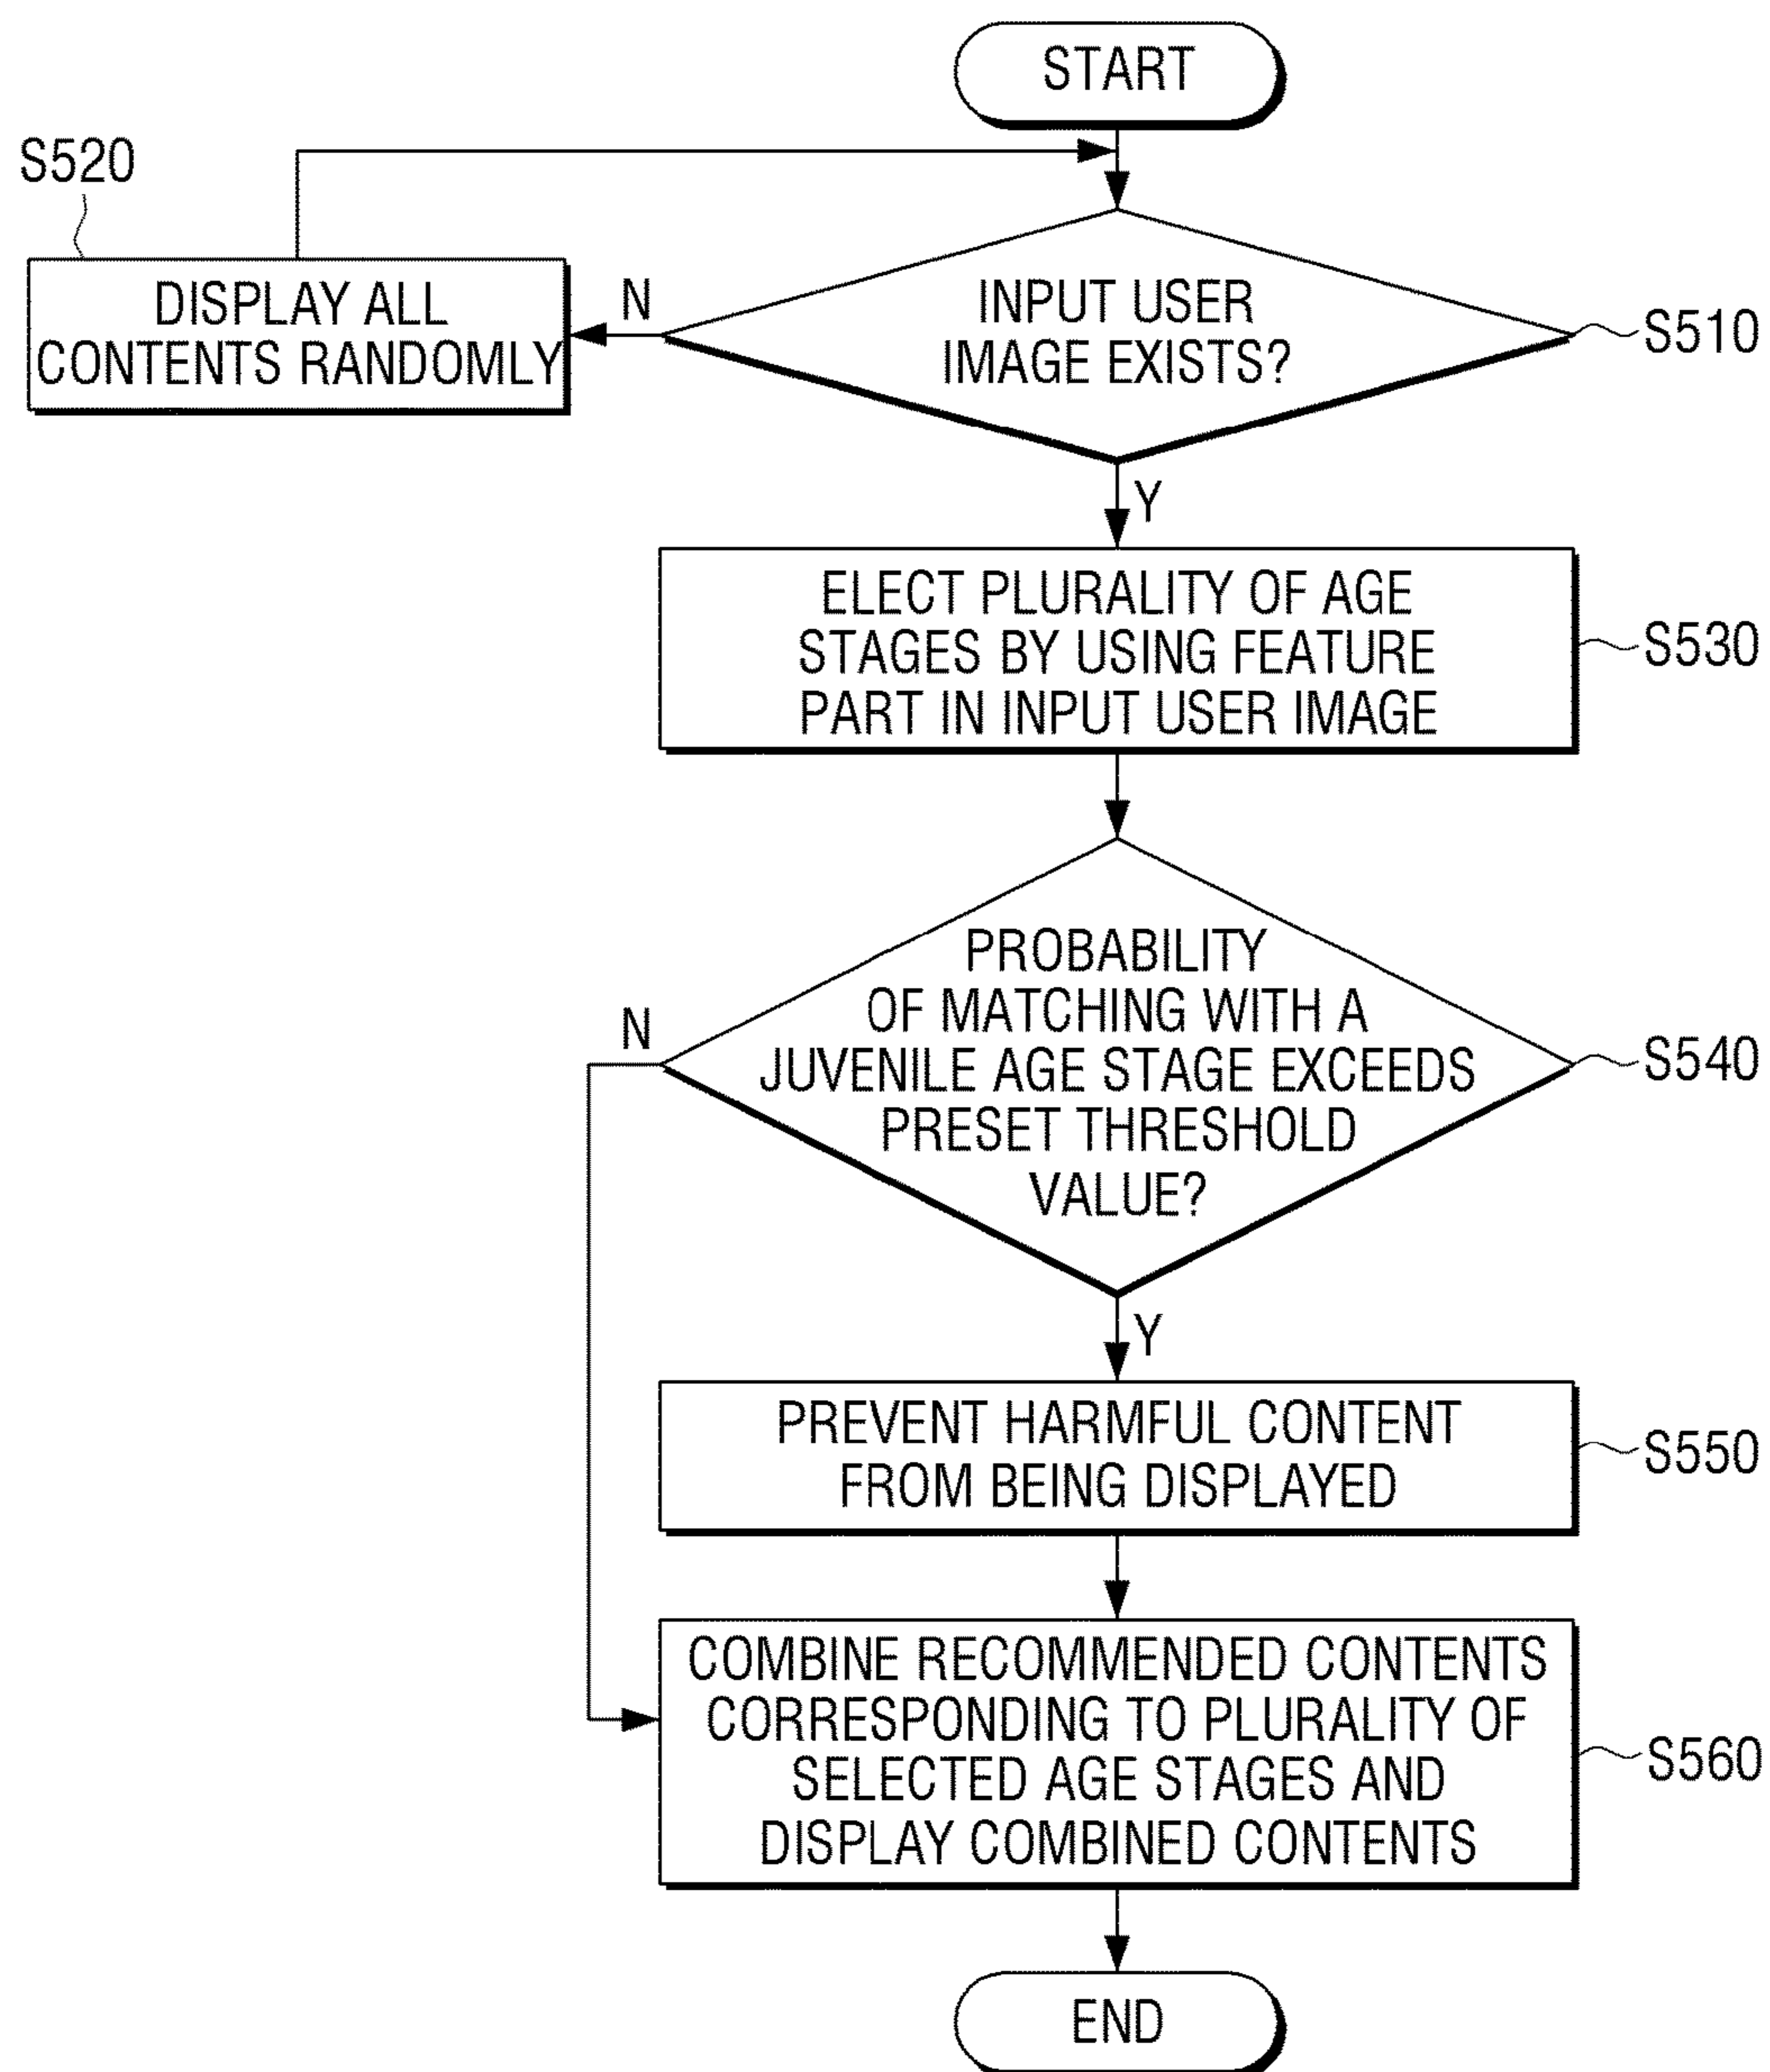 START
S520
DISPLAY ALL
CONTENTS RANDOMLY
N
INPUT USER
IMAGE EXISTS?
S510
Y
ELECT PLURALITY OF AGE
STAGES BY USING FEATURE
PART IN INPUT USER IMAGE
S530
PROBABILITY
OF MATCHING WITH A
JUVENILE AGE STAGE EXCEEDS
PRESET THRESHOLD
VALUE?
N
S540
Y
PREVENT HARMFUL CONTENT
FROM BEING DISPLAYED
S550
COMBINE RECOMMENDED CONTENTS
CORRESPONDING TO PLURALITY OF
SELECTED AGE STAGES AND
DISPLAY COMBINED CONTENTS
S560
END